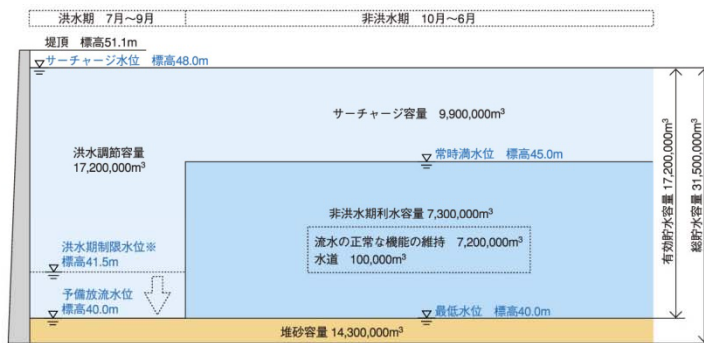 洪水期 7月～9月
非洪水期 10月～6月
堤頂 標高51.1m
サーチャージ水位 標高48.0m
サーチャージ容量 9,900,000m³
洪水調節容量
17,200,000m³
常時満水位 標高45.0m
非洪水期利水容量 7,300,000m³
流水の正常な機能の維持 7,200,000m³
水道 100,000m³
洪水期制限水位※
標高41.5m
予備放流水位
標高40.0m
最低水位 標高40.0m
堆砂容量 14,300,000m³
有効貯水容量 17,200,000m³
総貯水容量 31,500,000m³